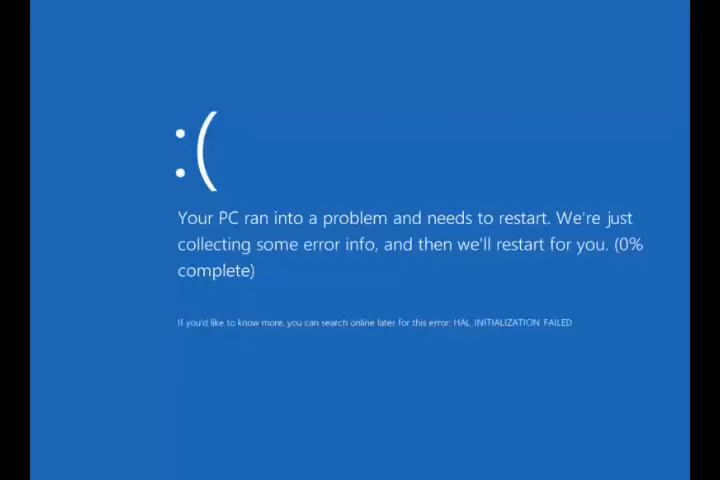 :(
Your PC ran into a problem and needs to restart. We're just
collecting some error info, and then we'll restart for you. (0%
complete)
If you'd like to know more, you can search online later for this error: HAL_INITIALIZATION_FAILED